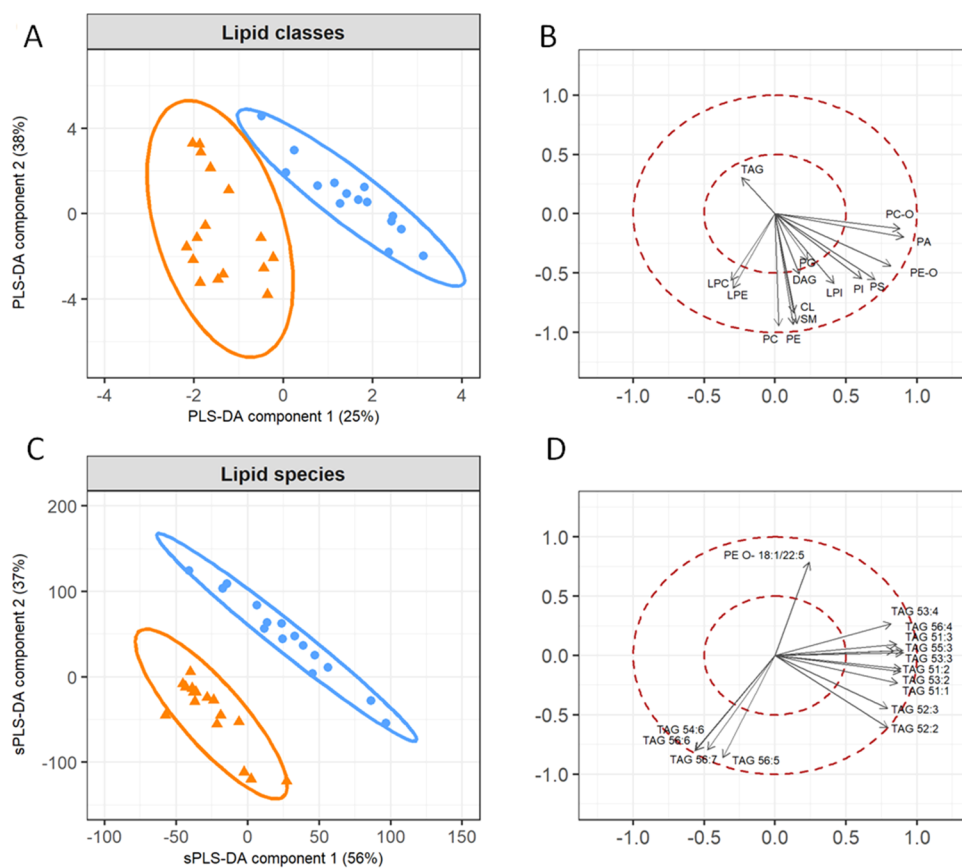 A
Lipid classes
PLS-DA component 2 (38%)
4
0
-4
-4
-2
0
2
4
PLS-DA component 1 (25%)
B
1.0
0.5
0.0
-0.5
-1.0
TAG
PC-O
PA
PE-O
PG
DAG
LPC
LPE
LPI
PI
PS
CL
SM
PC
PE
-1.0
-0.5
0.0
0.5
1.0
C
Lipid species
sPLS-DA component 2 (37%)
200
100
0
-100
-100
-50
0
50
100
150
sPLS-DA component 1 (56%)
D
1.0
0.5
0.0
-0.5
-1.0
PE O- 18:1/22:5
TAG 53:4
TAG 56:4
TAG 51:3
TAG 55:3
TAG 53:3
TAG 51:2
TAG 53:2
TAG 51:1
TAG 52:3
TAG 52:2
TAG 54:6
TAG 56:6
TAG 56:7
TAG 56:5
-1.0
-0.5
0.0
0.5
1.0